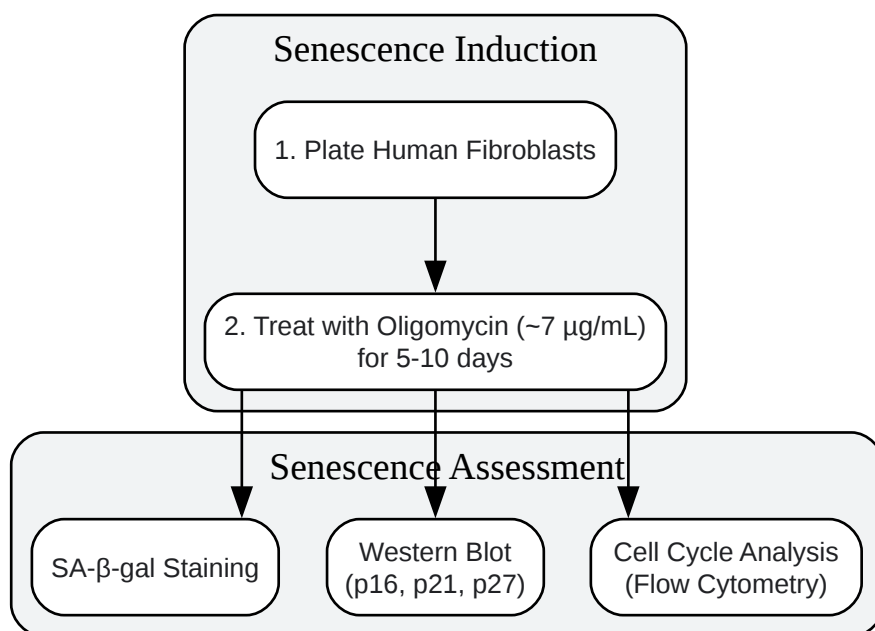 Senescence Induction
1. Plate Human Fibroblasts
2. Treat with Oligomycin (~7 µg/mL)
for 5-10 days
Senescence Assessment
SA-β-gal Staining
Western Blot
(p16, p21, p27)
Cell Cycle Analysis
(Flow Cytometry)